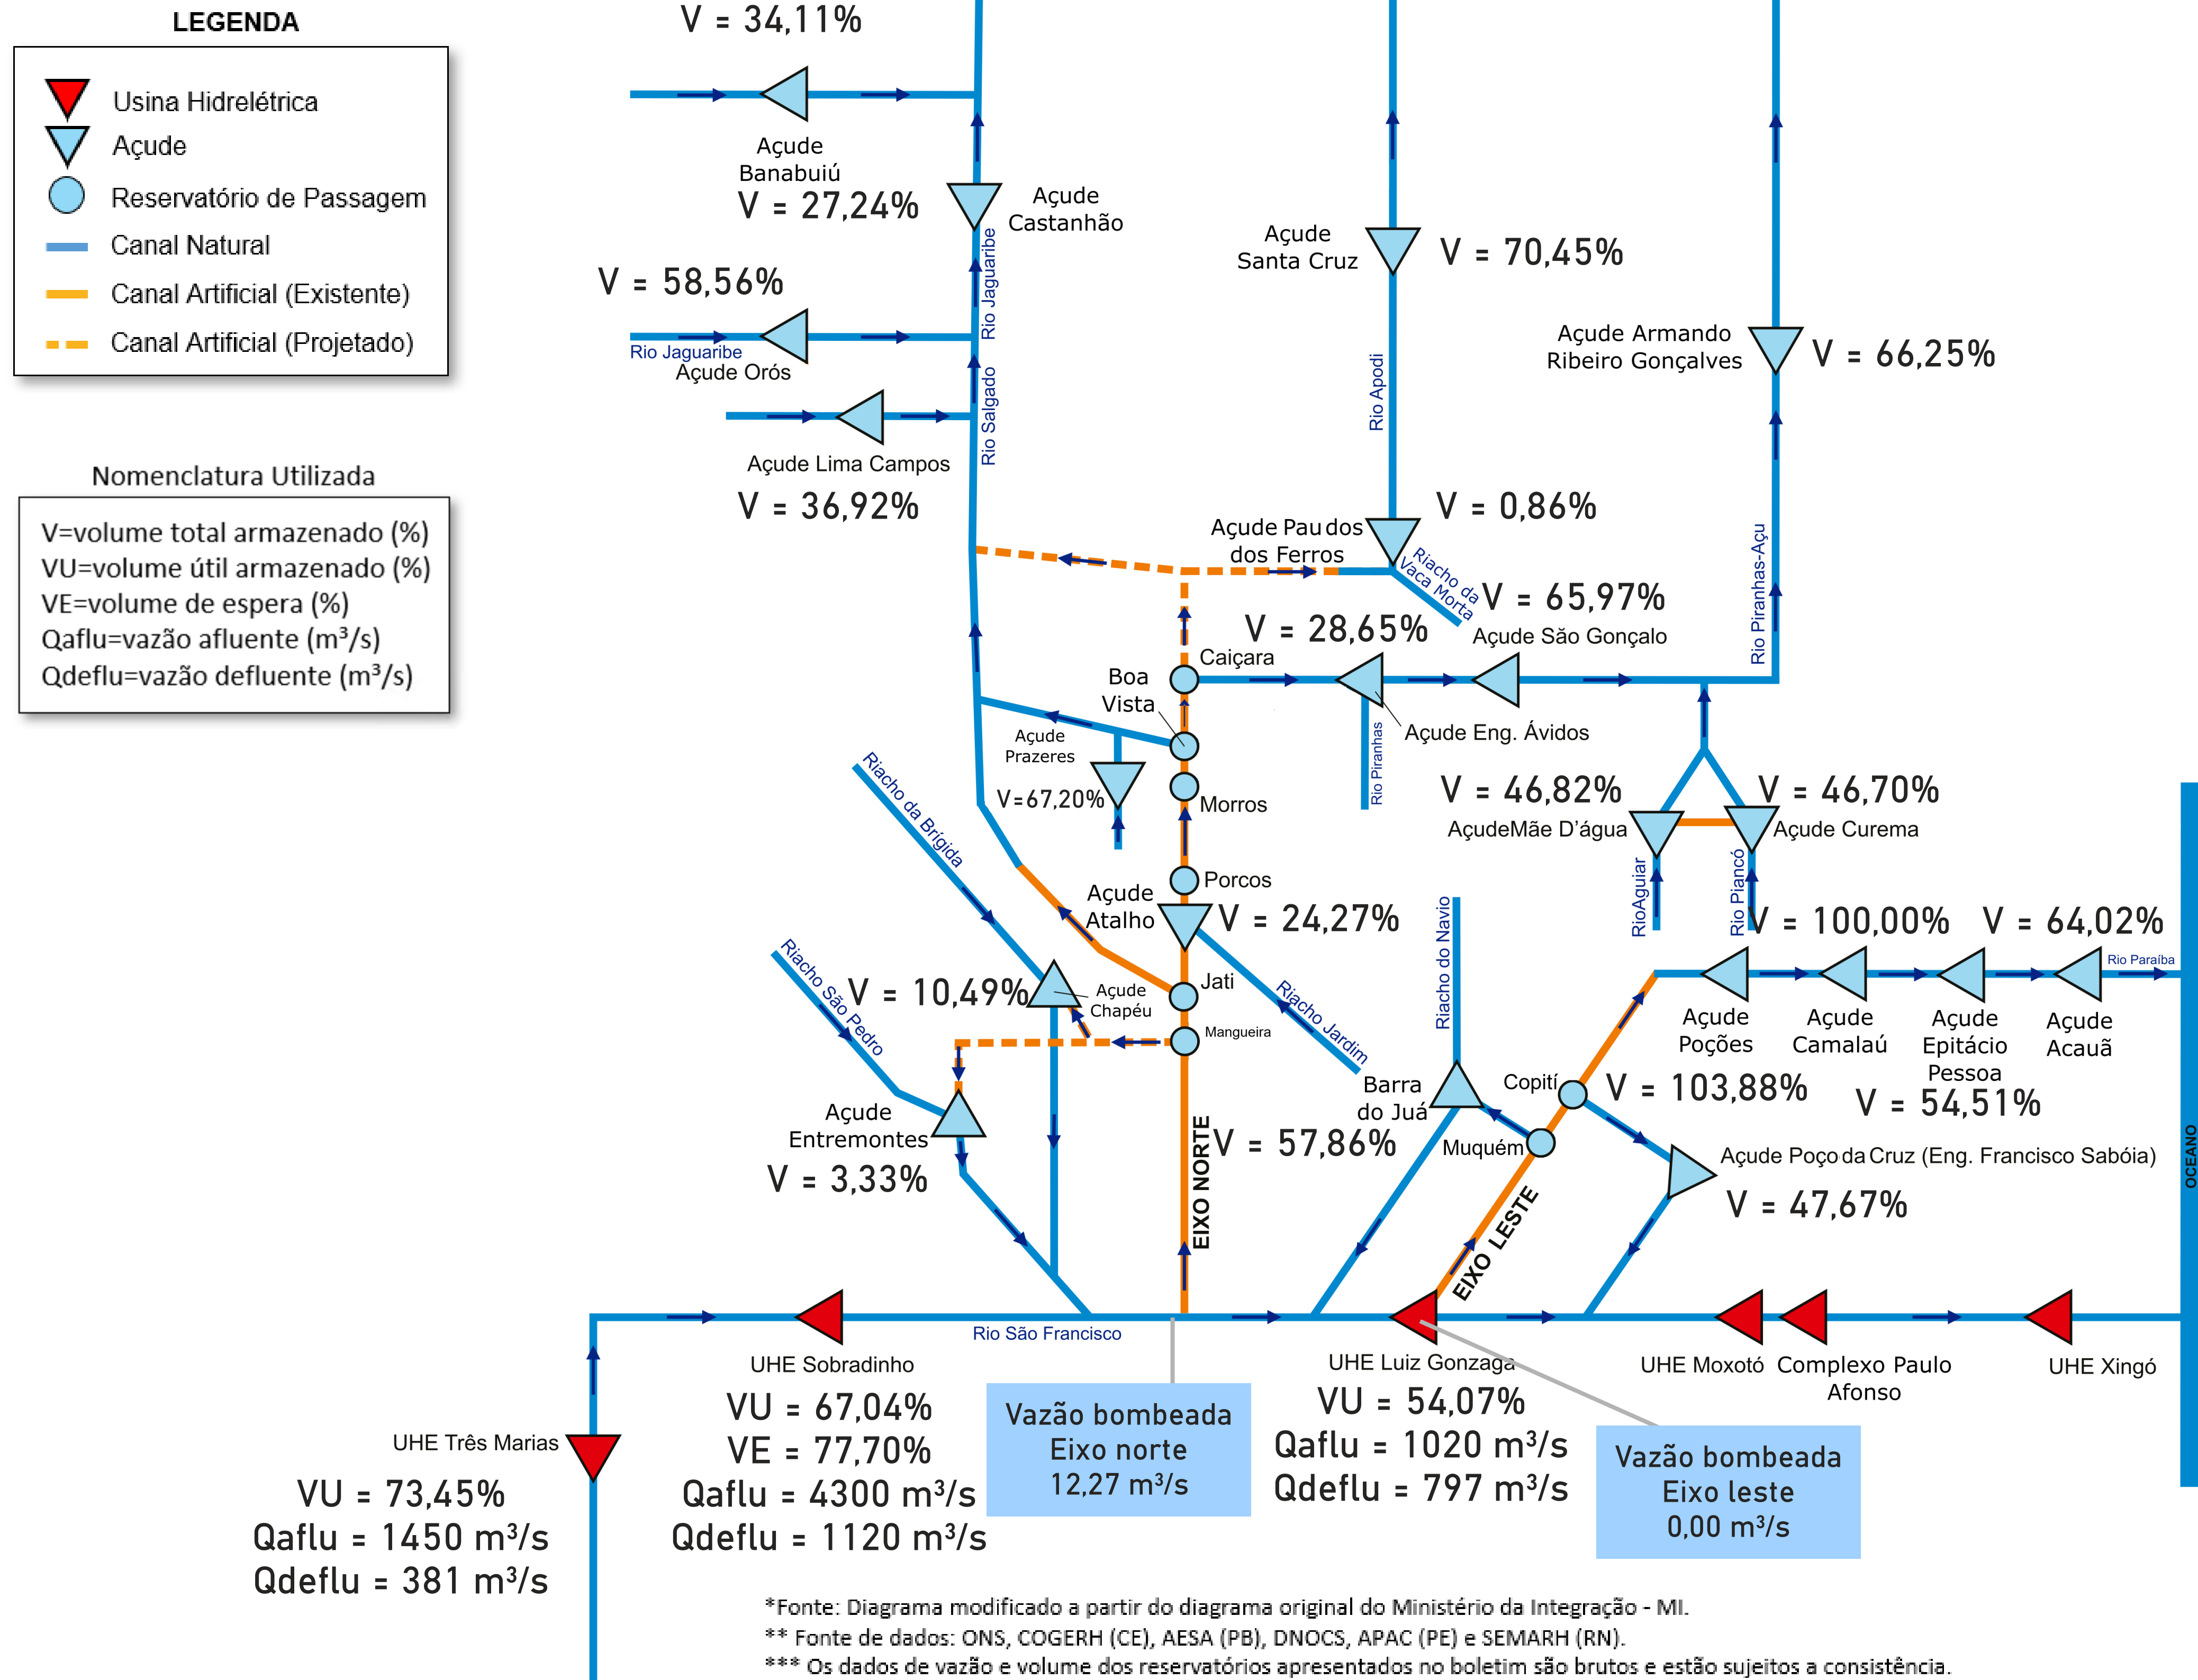 LEGENDA
Usina Hidrelétrica
Açude
Reservatório de Passagem
Canal Natural
Canal Artificial (Existente)
Canal Artificial (Projetado)
Nomenclatura Utilizada
V=volume total armazenado (%)
VU=volume útil armazenado (%)
VE=volume de espera (%)
Qaflu=vazão afluente (m³/s)
Qdeflu=vazão defluente (m³/s)
V = 34,11%
Açude
Banabuiú
V = 27,24%
Açude
Castanhão
V = 58,56%
Rio Jaguaribe
Açude Orós
Rio Jaguaribe
Rio Salgado
Açude Lima Campos
V = 36,92%
Açude
Santa Cruz
V = 70,45%
Rio Apodi
Açude Armando
Ribeiro Gonçalves
V = 66,25%
Rio Piranhas-Açu
Açude Pau dos
dos Ferros
V = 0,86%
Riacho da
Vaca Morta
V = 65,97%
Açude São Gonçalo
V = 28,65%
Caiçara
Boa
Vista
Açude Eng. Ávidos
Rio Piranhas
Açude
Prazeres
V=67,20%
Morros
Riacho da Brígida
V = 46,82%
AçudeMãe D'água
V = 46,70%
Açude Curema
RioAguiar
Rio Piancó
Porcos
Açude
Atalho
V = 24,27%
Riacho do Navio
V = 100,00%
V = 64,02%
Rio Paraíba
Riacho São Pedro
V = 10,49%
Açude
Chapéu
Jati
Mangueira
Riacho Jardim
Açude
Poções
Açude
Camalaú
Açude
Epitácio
Pessoa
Açude
Acauã
V = 103,88%
V = 54,51%
Barra
do Juá
V = 57,86%
Copití
Muquém
Açude
Entremontes
V = 3,33%
EIXO NORTE
EIXO LESTE
Açude Poço da Cruz (Eng. Francisco Sabóia)
V = 47,67%
OCEANO
Rio São Francisco
UHE Sobradinho
VU = 67,04%
VE = 77,70%
Qaflu = 4300 m³/s
Qdeflu = 1120 m³/s
UHE Três Marias
VU = 73,45%
Qaflu = 1450 m³/s
Qdeflu = 381 m³/s
Vazão bombeada
Eixo norte
12,27 m³/s
UHE Luiz Gonzaga
VU = 54,07%
Qaflu = 1020 m³/s
Qdeflu = 797 m³/s
Vazão bombeada
Eixo leste
0,00 m³/s
UHE Moxotó
Complexo Paulo
Afonso
UHE Xingó
*Fonte: Diagrama modificado a partir do diagrama original do Ministério da Integração - MI.
** Fonte de dados: ONS, COGERH (CE), AESA (PB), DNOCS, APAC (PE) e SEMARH (RN).
*** Os dados de vazão e volume dos reservatórios apresentados no boletim são brutos e estão sujeitos a consistência.